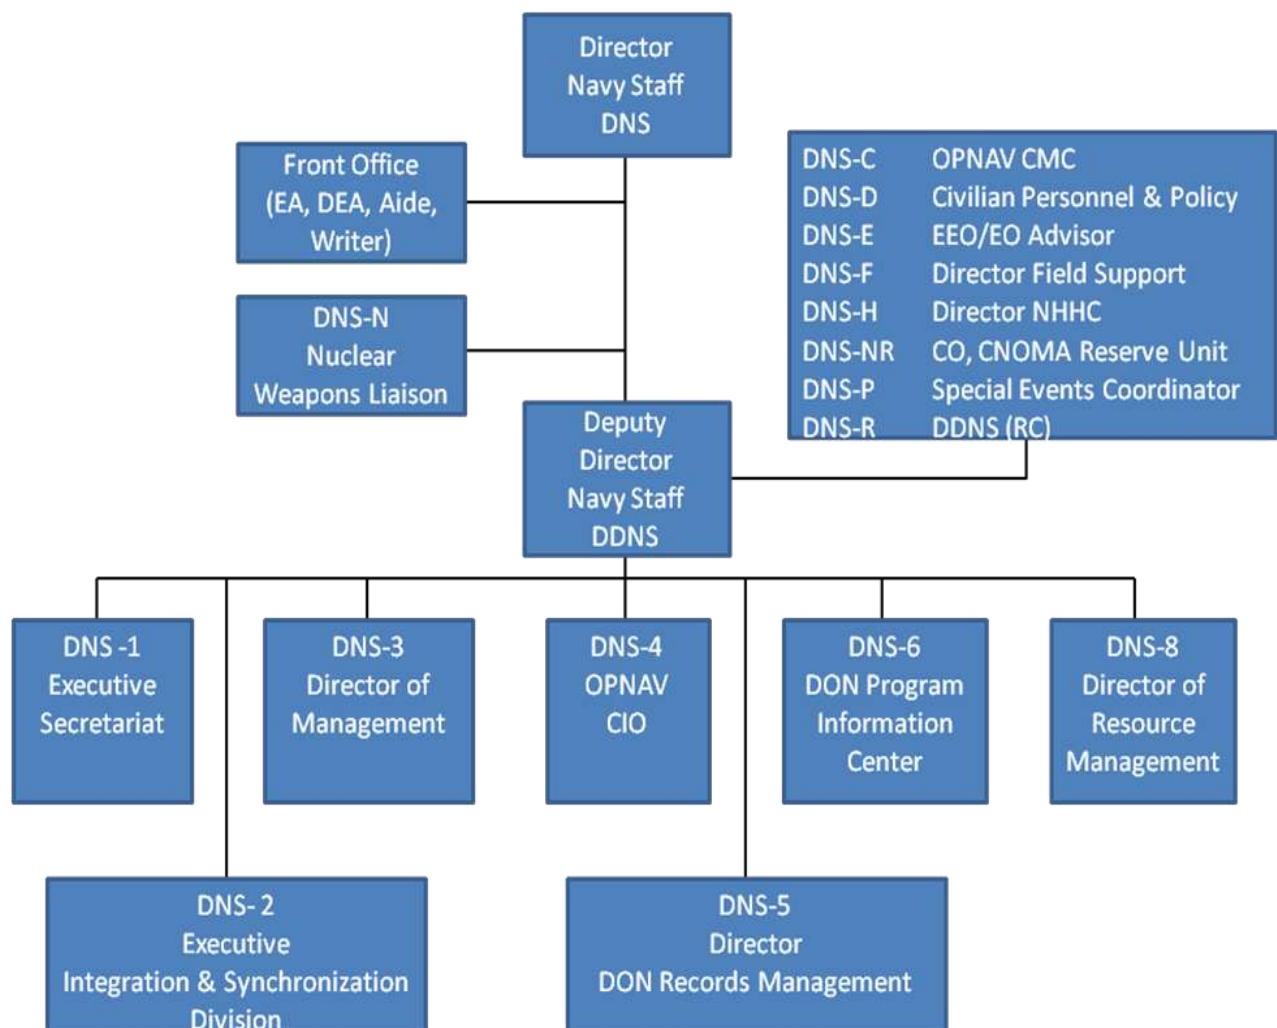 Director
Navy Staff
DNS
Front Office
(EA, DEA, Aide,
Writer)
DNS-N
Nuclear
Weapons Liaison
DNS-C OPNAV CMC
DNS-D Civilian Personnel & Policy
DNS-E EEO/EO Advisor
DNS-F Director Field Support
DNS-H Director NHHC
DNS-NR CO, CNOMA Reserve Unit
DNS-P Special Events Coordinator
DNS-R DDNS (RC)
Deputy
Director
Navy Staff
DDNS
DNS -1
Executive
Secretariat
DNS-3
Director of
Management
DNS-4
OPNAV
CIO
DNS-6
DON Program
Information
Center
DNS-8
Director of
Resource
Management
DNS- 2
Executive
Integration & Synchronization
Division
DNS-5
Director
DON Records Management